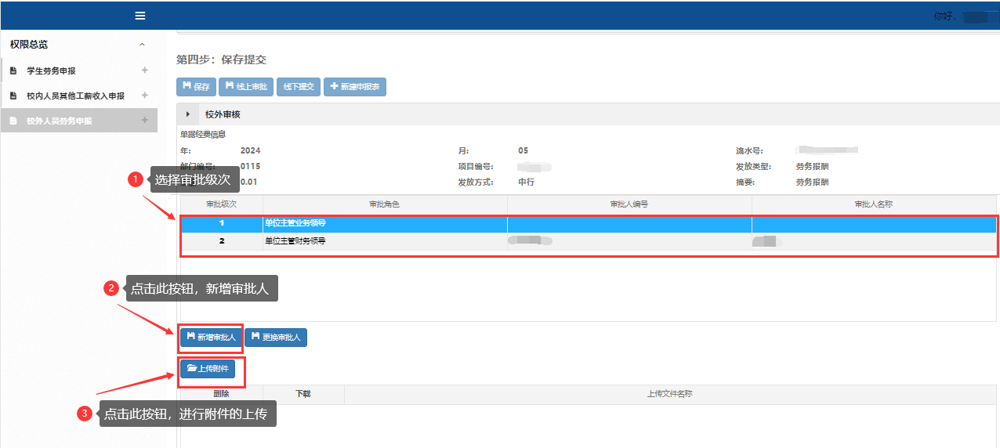 你好，
权限总览
学生劳务申报
校内人员其他工薪收入申报
校外人员劳务申报
第四步：保存提交
保存 线上审批 线下提交 新建申报表
校外审核
单据经费信息
年： 2024 月： 05 流水号：
部门编号： 0115 项目编号： 发放类型： 劳务报酬
0.01 发放方式： 中行 摘要： 劳务报酬
1 选择审批级次
审批级次 审批角色 审批人编号 审批人名称
1 单位主管业务领导
2 单位主管财务领导
2 点击此按钮，新增审批人
新增审批人 更换审批人
上传附件
删除 下载 上传文件名称
3 点击此按钮，进行附件的上传